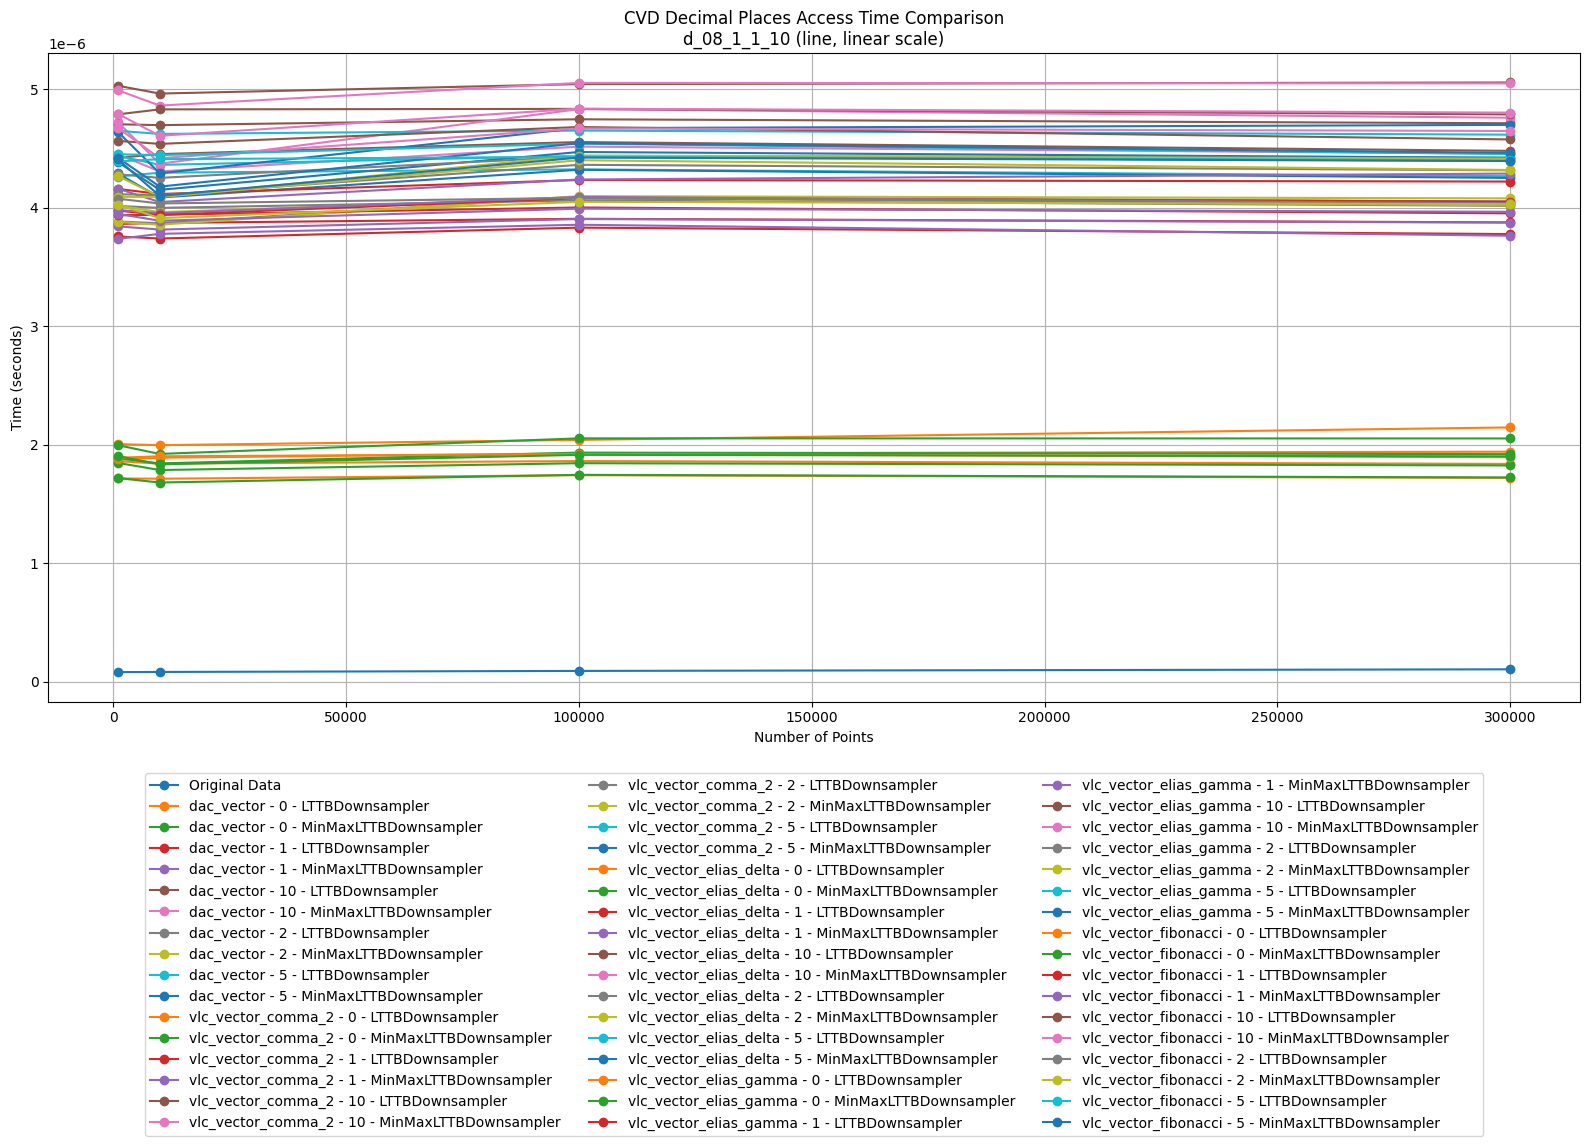 CVD Decimal Places Access Time Comparison
d_08_1_1_10 (line, linear scale)
1e−6
5
4
3
2
1
0
Time (seconds)
0 50000 100000 150000 200000 250000 300000
Number of Points
Original Data
dac_vector - 0 - LTTBDownsampler
dac_vector - 0 - MinMaxLTTBDownsampler
dac_vector - 1 - LTTBDownsampler
dac_vector - 1 - MinMaxLTTBDownsampler
dac_vector - 10 - LTTBDownsampler
dac_vector - 10 - MinMaxLTTBDownsampler
dac_vector - 2 - LTTBDownsampler
dac_vector - 2 - MinMaxLTTBDownsampler
dac_vector - 5 - LTTBDownsampler
dac_vector - 5 - MinMaxLTTBDownsampler
vlc_vector_comma_2 - 0 - LTTBDownsampler
vlc_vector_comma_2 - 0 - MinMaxLTTBDownsampler
vlc_vector_comma_2 - 1 - LTTBDownsampler
vlc_vector_comma_2 - 1 - MinMaxLTTBDownsampler
vlc_vector_comma_2 - 10 - LTTBDownsampler
vlc_vector_comma_2 - 10 - MinMaxLTTBDownsampler
vlc_vector_comma_2 - 2 - LTTBDownsampler
vlc_vector_comma_2 - 2 - MinMaxLTTBDownsampler
vlc_vector_comma_2 - 5 - LTTBDownsampler
vlc_vector_comma_2 - 5 - MinMaxLTTBDownsampler
vlc_vector_elias_delta - 0 - LTTBDownsampler
vlc_vector_elias_delta - 0 - MinMaxLTTBDownsampler
vlc_vector_elias_delta - 1 - LTTBDownsampler
vlc_vector_elias_delta - 1 - MinMaxLTTBDownsampler
vlc_vector_elias_delta - 10 - LTTBDownsampler
vlc_vector_elias_delta - 10 - MinMaxLTTBDownsampler
vlc_vector_elias_delta - 2 - LTTBDownsampler
vlc_vector_elias_delta - 2 - MinMaxLTTBDownsampler
vlc_vector_elias_delta - 5 - LTTBDownsampler
vlc_vector_elias_delta - 5 - MinMaxLTTBDownsampler
vlc_vector_elias_gamma - 0 - LTTBDownsampler
vlc_vector_elias_gamma - 0 - MinMaxLTTBDownsampler
vlc_vector_elias_gamma - 1 - LTTBDownsampler
vlc_vector_elias_gamma - 1 - MinMaxLTTBDownsampler
vlc_vector_elias_gamma - 10 - LTTBDownsampler
vlc_vector_elias_gamma - 10 - MinMaxLTTBDownsampler
vlc_vector_elias_gamma - 2 - LTTBDownsampler
vlc_vector_elias_gamma - 2 - MinMaxLTTBDownsampler
vlc_vector_elias_gamma - 5 - LTTBDownsampler
vlc_vector_elias_gamma - 5 - MinMaxLTTBDownsampler
vlc_vector_fibonacci - 0 - LTTBDownsampler
vlc_vector_fibonacci - 0 - MinMaxLTTBDownsampler
vlc_vector_fibonacci - 1 - LTTBDownsampler
vlc_vector_fibonacci - 1 - MinMaxLTTBDownsampler
vlc_vector_fibonacci - 10 - LTTBDownsampler
vlc_vector_fibonacci - 10 - MinMaxLTTBDownsampler
vlc_vector_fibonacci - 2 - LTTBDownsampler
vlc_vector_fibonacci - 2 - MinMaxLTTBDownsampler
vlc_vector_fibonacci - 5 - LTTBDownsampler
vlc_vector_fibonacci - 5 - MinMaxLTTBDownsampler